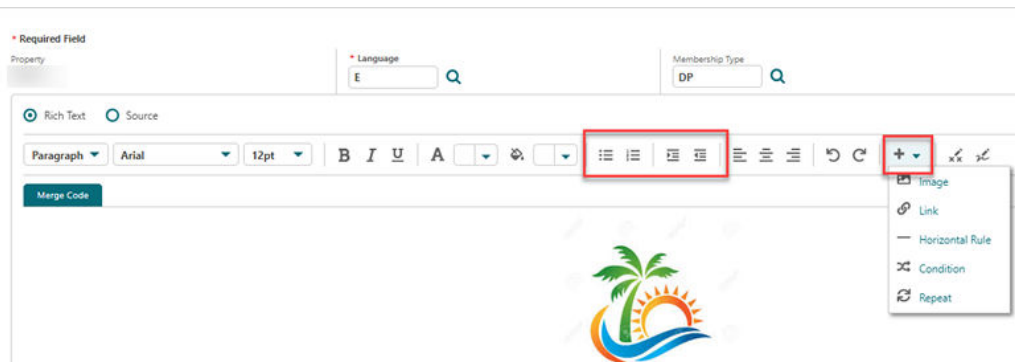 * Required Field
Property
* Language
Membership Type
E
DP
Rich Text
Source
Paragraph
Arial
12pt
B I U A
Merge Code
Image
Link
Horizontal Rule
Condition
Repeat